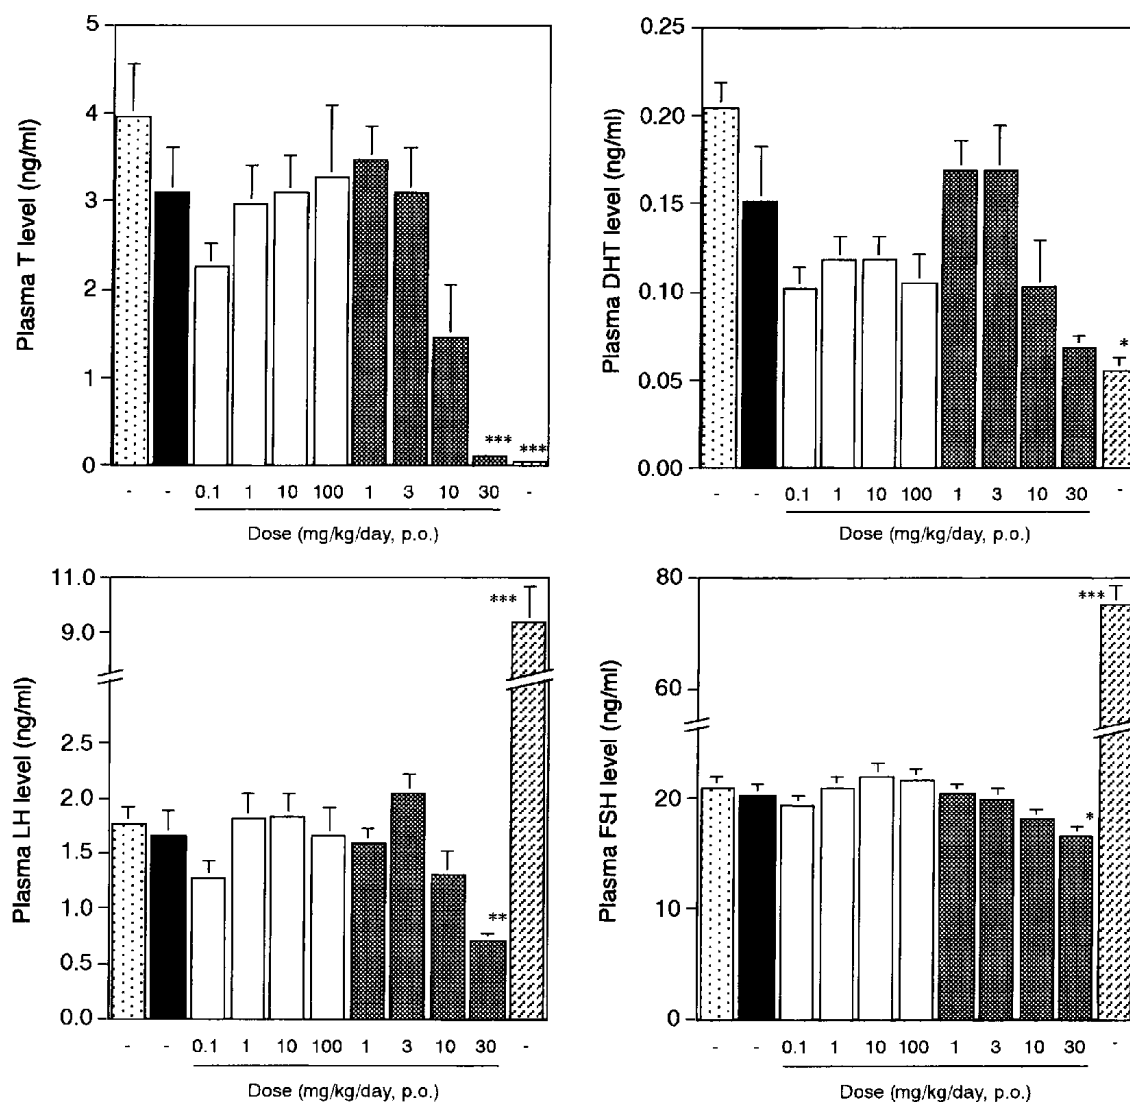 Plasma T level (ng/ml)
5
4
3
2
1
0
*** ***
- - 0.1 1 10 100 1 3 10 30 -
Dose (mg/kg/day, p.o.)
Plasma DHT level (ng/ml)
0.25
0.20
0.15
0.10
0.05
0.00
*
- - 0.1 1 10 100 1 3 10 30 -
Dose (mg/kg/day, p.o.)
Plasma LH level (ng/ml)
11.0
9.0
2.5
2.0
1.5
1.0
0.5
0.0
***
**
- - 0.1 1 10 100 1 3 10 30 -
Dose (mg/kg/day, p.o.)
Plasma FSH level (ng/ml)
80
60
20
10
0
***
*
- - 0.1 1 10 100 1 3 10 30 -
Dose (mg/kg/day, p.o.)